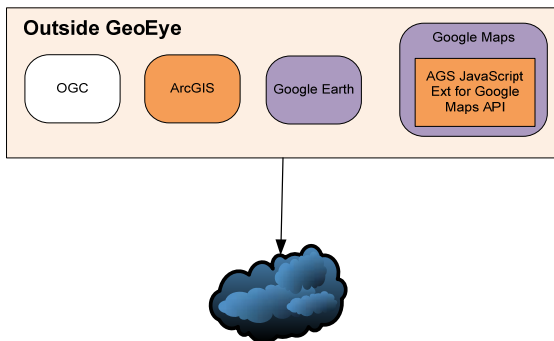 Outside GeoEye
OGC
ArcGIS
Google Earth
Google Maps
AGS JavaScript
Ext for Google
Maps API